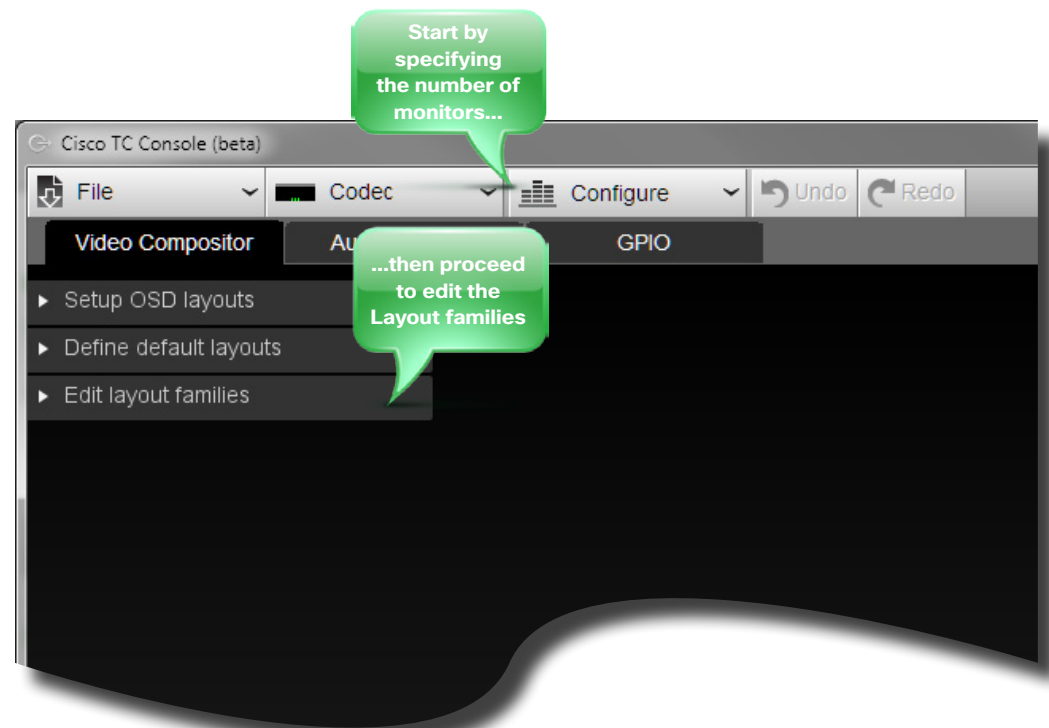 Start by
specifying
the number of
monitors...
Cisco TC Console (beta)
File
Codec
Configure
Undo
Redo
Video Compositor
GPIO
...then proceed
to edit the
Layout families
Setup OSD layouts
Define default layouts
Edit layout families